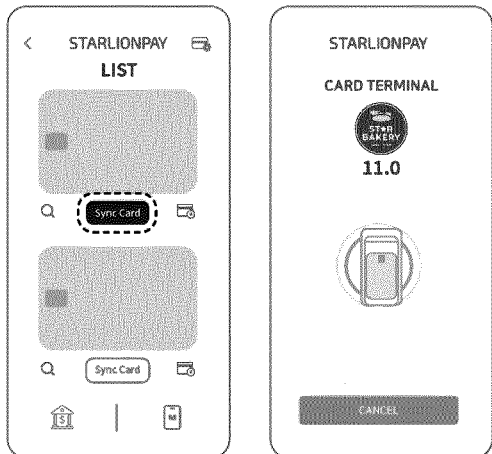 STARLIONPAY
LIST
Sync Card
Sync Card
STARLIONPAY
CARD TERMINAL
STAR
BAKERY
11.0
CANCEL